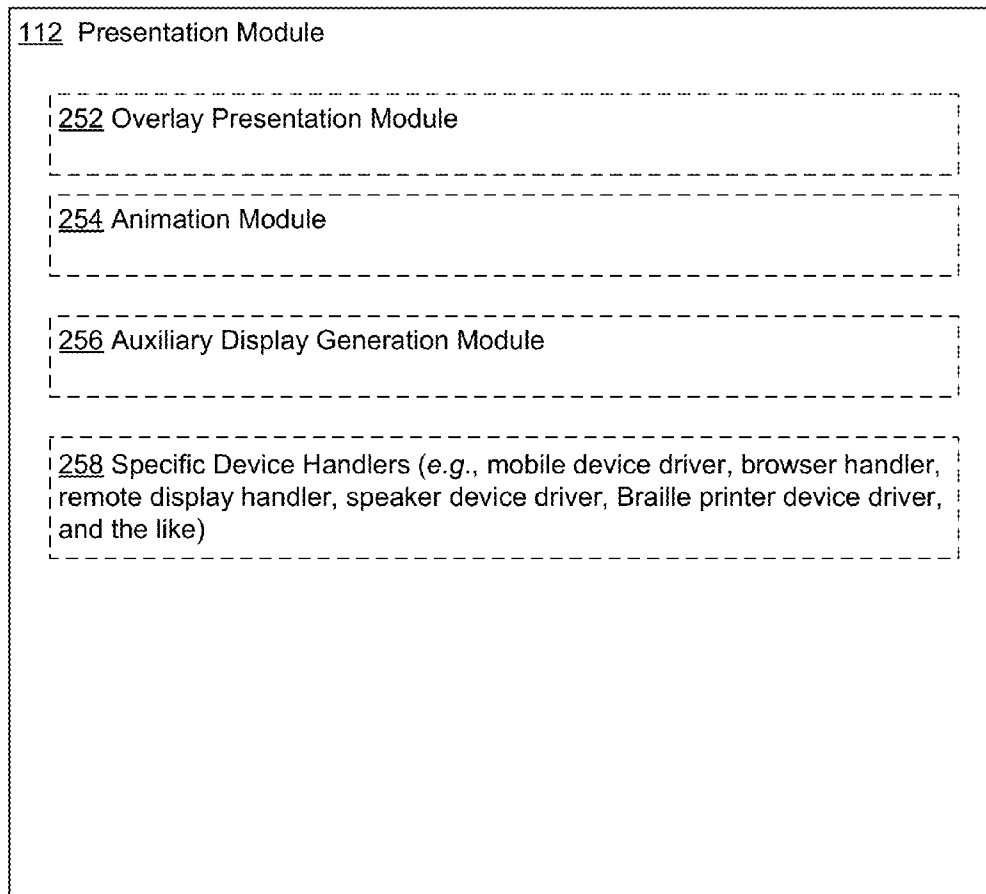 112 Presentation Module
252 Overlay Presentation Module
254 Animation Module
256 Auxiliary Display Generation Module
258 Specific Device Handlers (e.g., mobile device driver, browser handler,
remote display handler, speaker device driver, Braille printer device driver,
and the like)